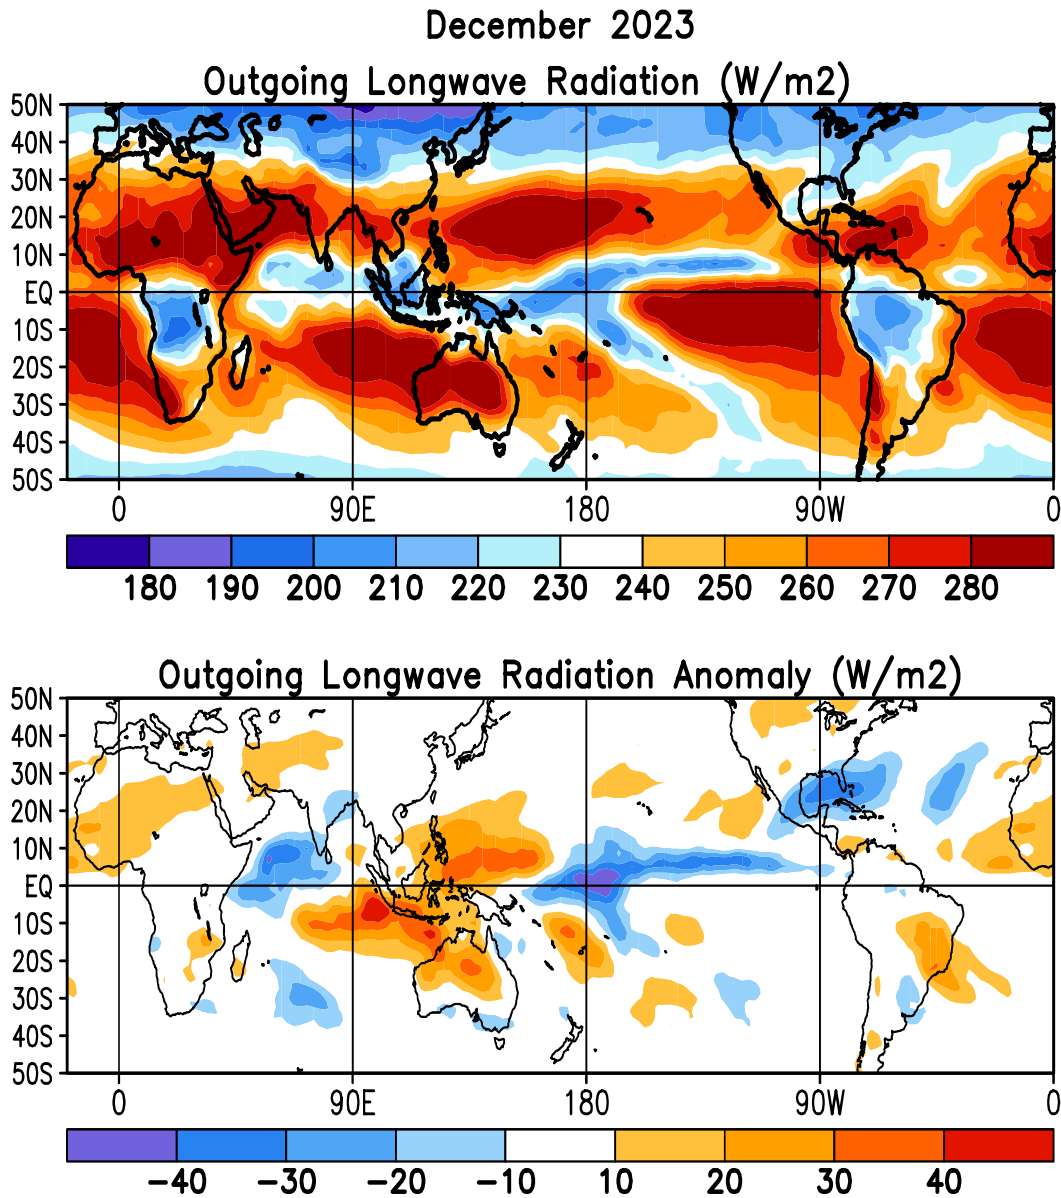 December 2023
Outgoing Longwave Radiation (W/m2)
50N
40N
30N
20N
10N
EQ
10S
20S
30S
40S
50S
0 90E 180 90W 0
180 190 200 210 220 230 240 250 260 270 280
Outgoing Longwave Radiation Anomaly (W/m2)
50N
40N
30N
20N
10N
EQ
10S
20S
30S
40S
50S
0 90E 180 90W 0
−40 −30 −20 −10 10 20 30 40